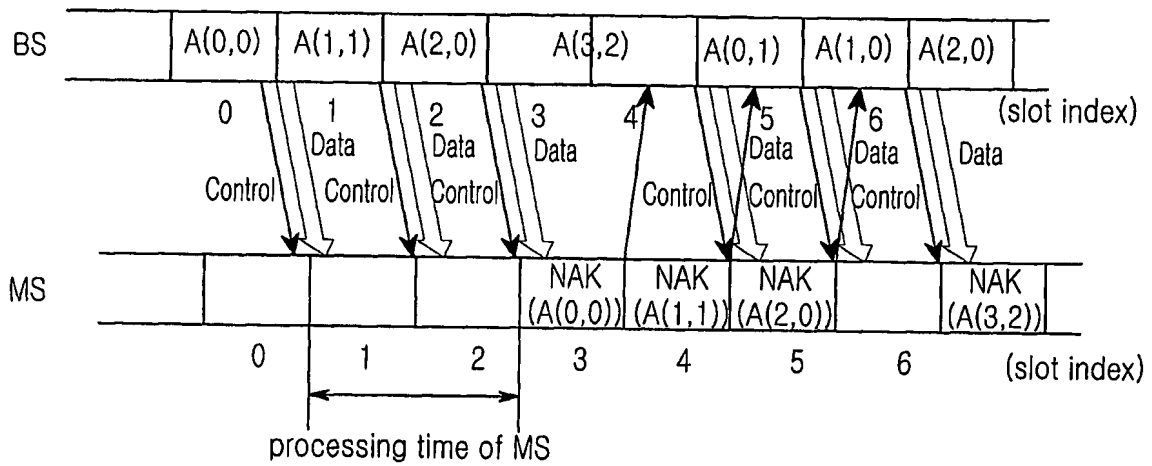 BS A(0,0) A(1,1) A(2,0) A(3,2) A(0,1) A(1,0) A(2,0)
0 1 2 3 4 5 6 (slot index)
Data Data Data Data Data Data
Control Control Control Control Control
MS NAK (A(0,0)) NAK (A(1,1)) NAK (A(2,0)) NAK (A(3,2))
0 1 2 3 4 5 6 (slot index)
processing time of MS